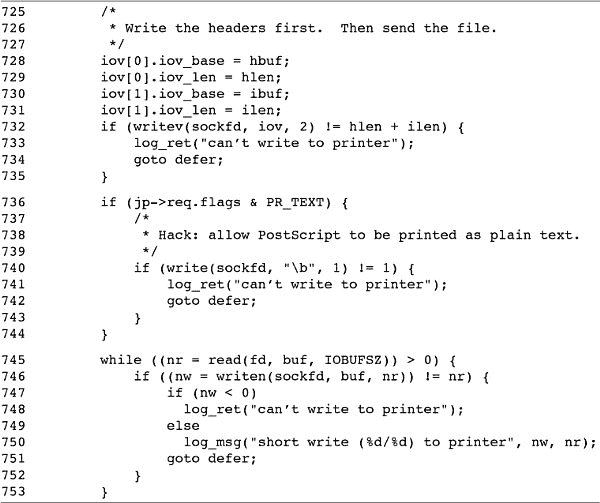 725         /*
726          * Write the headers first.  Then send the file.
727          */
728         iov[0].iov_base = hbuf;
729         iov[0].iov_len = hlen;
730         iov[1].iov_base = ibuf;
731         iov[1].iov_len = ilen;
732         if (writev(sockfd, iov, 2) != hlen + ilen) {
733             log_ret("can't write to printer");
734             goto defer;
735         }
736         if (jp->req.flags & PR_TEXT) {
737             /*
738              * Hack: allow PostScript to be printed as plain text.
739              */
740             if (write(sockfd, "\b", 1) != 1) {
741                 log_ret("can't write to printer");
742                 goto defer;
743             }
744         }
745         while ((nr = read(fd, buf, IOBUFSZ)) > 0) {
746             if ((nw = writen(sockfd, buf, nr)) != nr) {
747                 if (nw < 0)
748                   log_ret("can't write to printer");
749                 else
750                   log_msg("short write (%d/%d) to printer", nw, nr);
751                 goto defer;
752             }
753         }